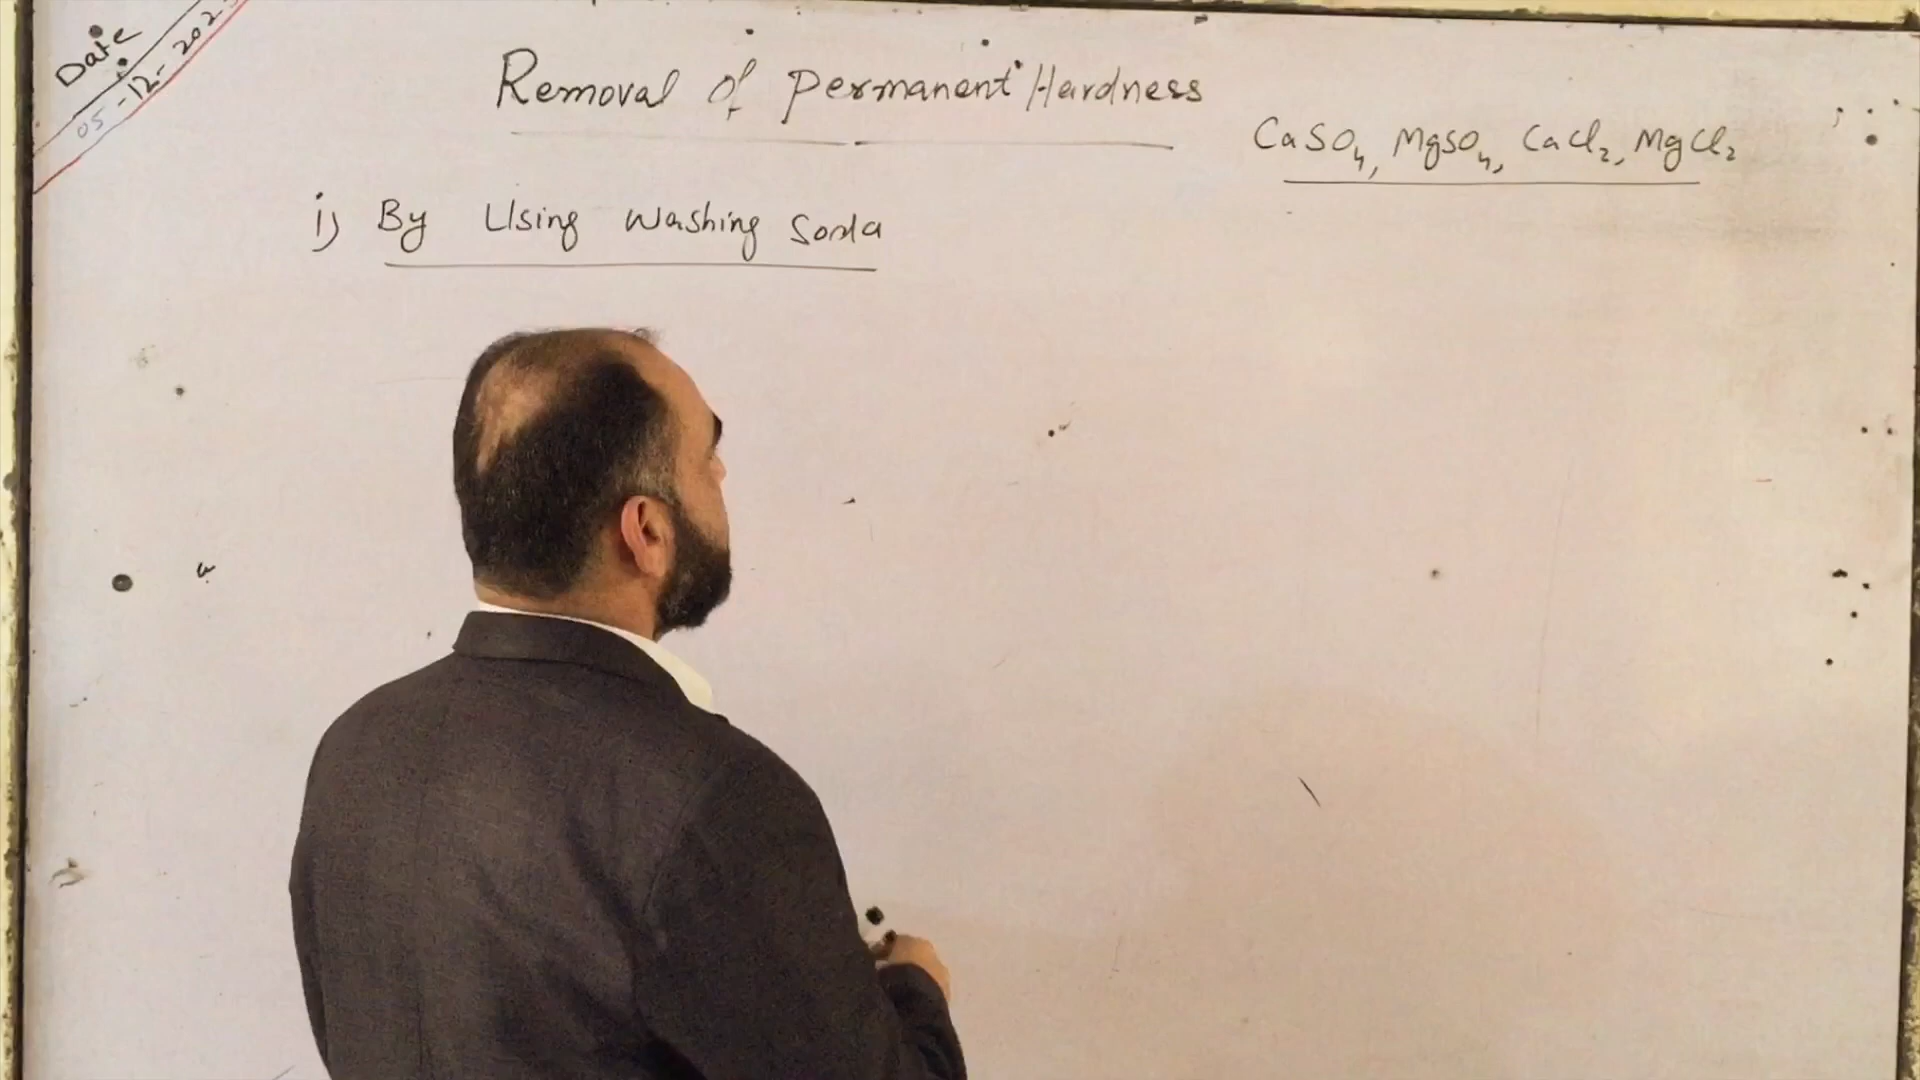 Date
05-12-202
Removal Of Permanent Hardness
CaSO₄, MgSO₄, CaCl₂, MgCl₂
i) By Using Washing Soda